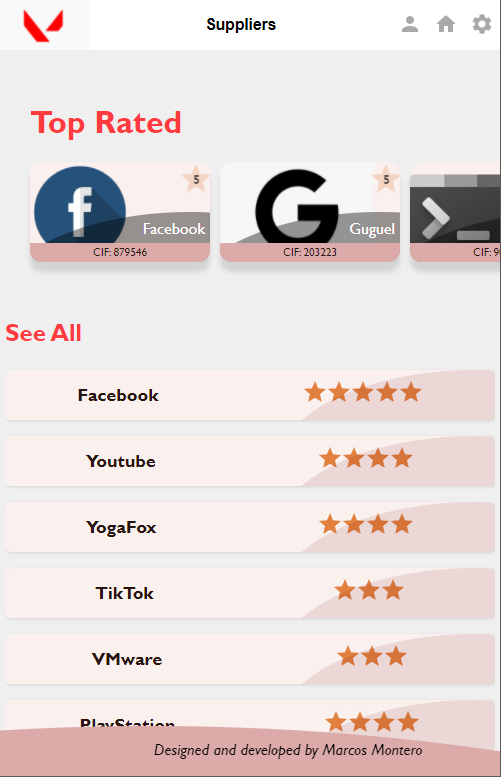 Suppliers
Top Rated
5
5
Facebook
Guguel
CIF: 879546
CIF: 203223
See All
Facebook
Youtube
YogaFox
TikTok
VMware
PlayStation
Designed and developed by Marcos Montero